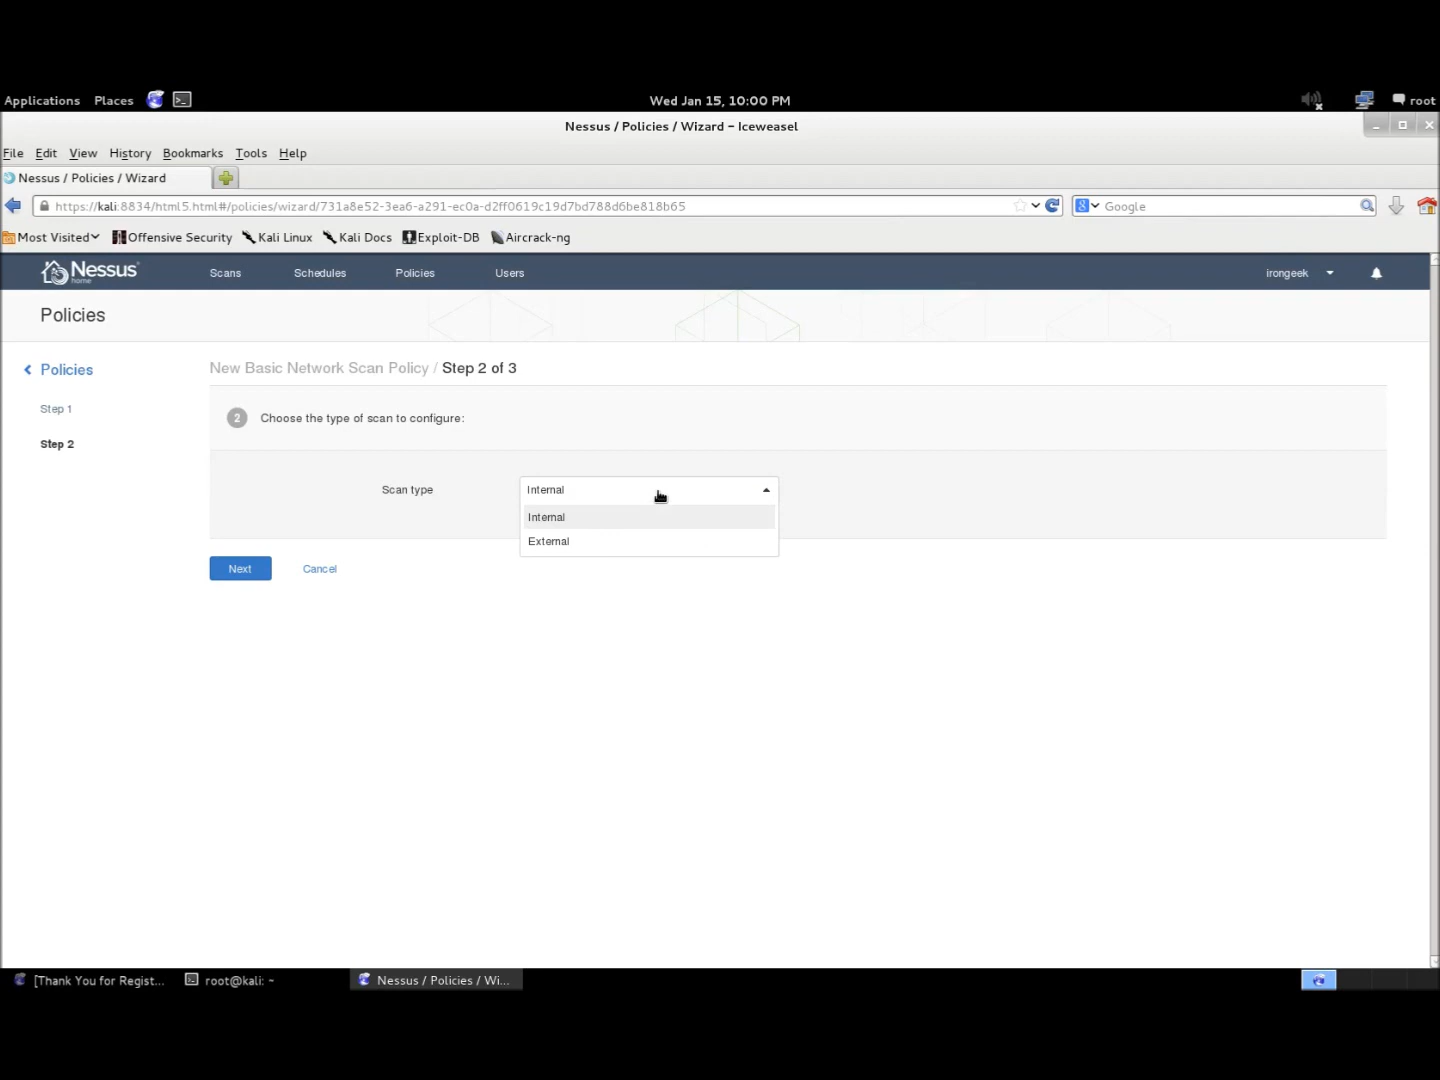 Applications Places Wed Jan 15, 10:00 PM root
Nessus / Policies / Wizard - Iceweasel
File Edit View History Bookmarks Tools Help
Nessus / Policies / Wizard
https://kali:8834/html5.html#/policies/wizard/731a8e52-3ea6-a291-ec0a-d2ff0619c19d7bd788d6be818b65 Google
Most Visited Offensive Security Kali Linux Kali Docs Exploit-DB Aircrack-ng
Nessus home Scans Schedules Policies Users irongeek
Policies
Policies
New Basic Network Scan Policy / Step 2 of 3
Step 1
2 Choose the type of scan to configure:
Step 2
Scan type Internal
Internal
External
Next Cancel
[Thank You for Regist... root@kali: ~ Nessus / Policies / Wi...